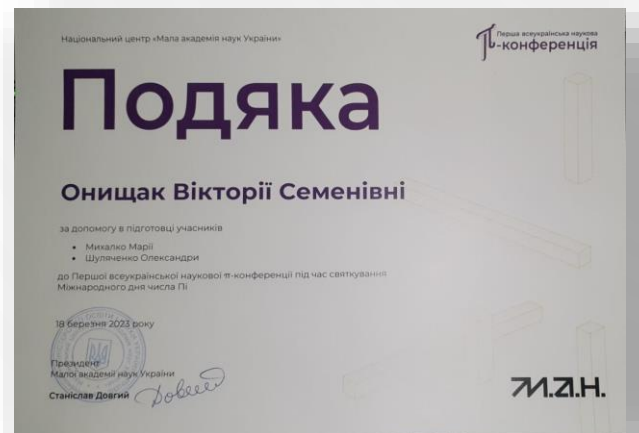 Національний центр «Мала академія наук України»
Перша всеукраїнська наукова
π-конференція
Подяка
Онищак Вікторії Семенівні
за допомогу в підготовці учасників
• Михалко Марії
• Шуляченко Олександри
до Першої всеукраїнської наукової π-конференції під час святкування
Міжнародного дня числа Пі
18 березня 2023 року
Президент
Малої академії наук України
Станіслав Довгий
М.А.Н.